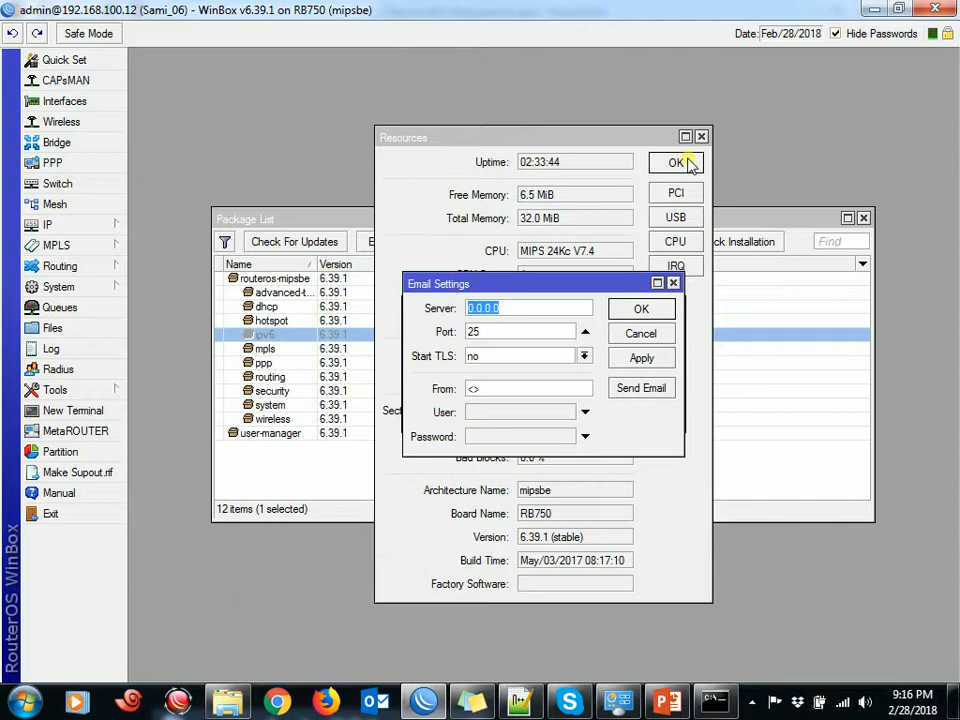 admin@192.168.100.12 (Sami_06) - WinBox v6.39.1 on RB750 (mipsbe)
Safe Mode
Date: Feb/28/2018
Hide Passwords
Quick Set
CAPsMAN
Interfaces
Wireless
Bridge
PPP
Switch
Mesh
IP
MPLS
Routing
System
Queues
Files
Log
Radius
Tools
New Terminal
MetaROUTER
Partition
Make Supout.rif
Manual
Exit
RouterOS WinBox
Package List
Check For Updates
E
ck Installation
Find
Name
Version
routeros-mipsbe 6.39.1
advanced-t... 6.39.1
dhcp 6.39.1
hotspot 6.39.1
ipv6 6.39.1
mpls 6.39.1
ppp 6.39.1
routing 6.39.1
security 6.39.1
system 6.39.1
wireless 6.39.1
user-manager 6.39.1
12 items (1 selected)
Resources
Uptime: 02:33:44
OK
Free Memory: 6.5 MiB
PCI
Total Memory: 32.0 MiB
USB
CPU: MIPS 24Kc V7.4
CPU
IRQ
Sect
Architecture Name: mipsbe
Board Name: RB750
Version: 6.39.1 (stable)
Build Time: May/03/2017 08:17:10
Factory Software:
Email Settings
Server: 0.0.0.0
OK
Port: 25
Cancel
Start TLS: no
Apply
From: <>
Send Email
User:
Password:
9:16 PM
2/28/2018